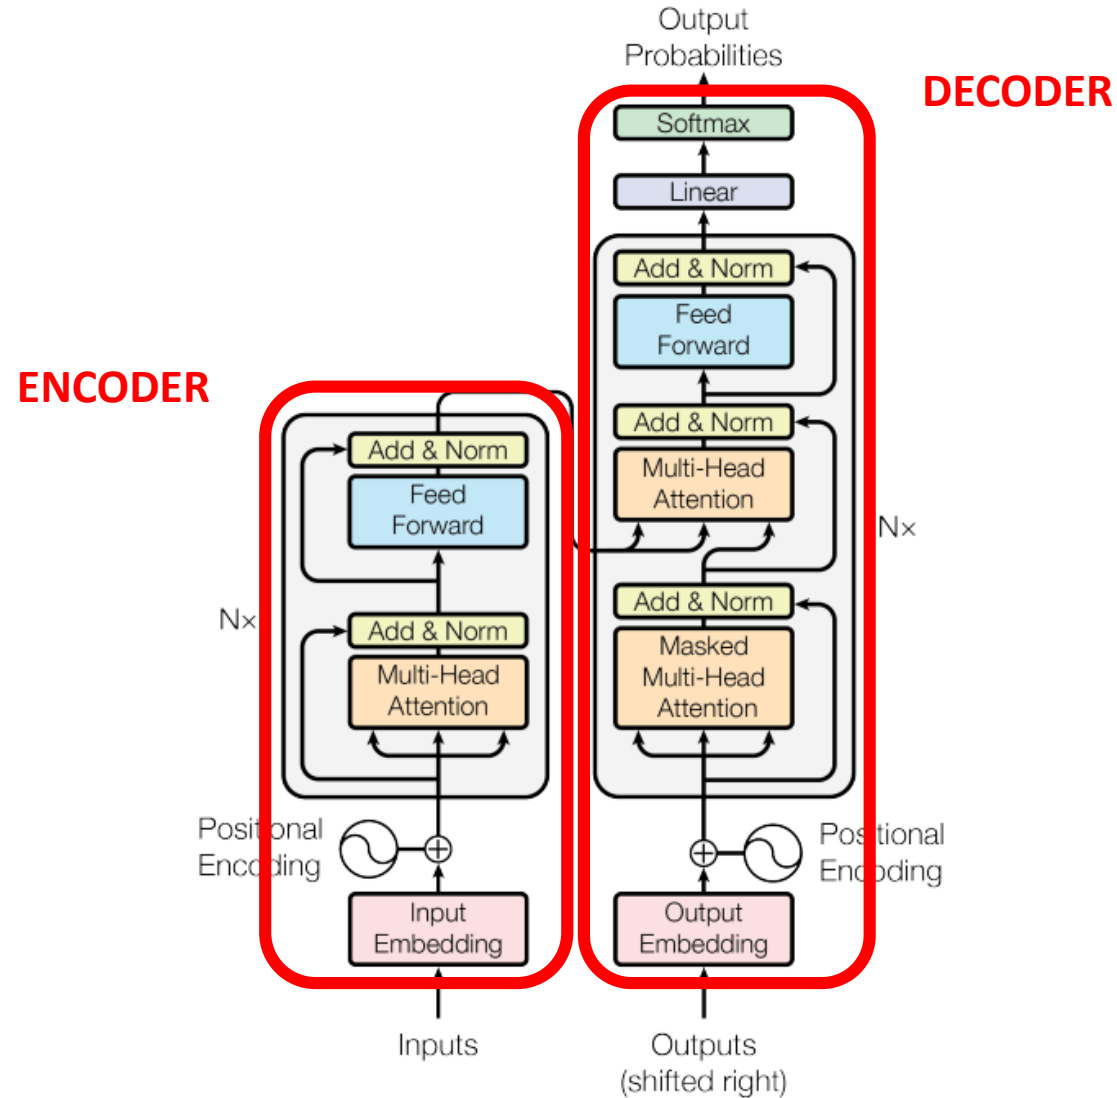 Output
Probabilities
DECODER
Softmax
Linear
Add & Norm
Feed
Forward
Add & Norm
Multi-Head
Attention
Nx
Add & Norm
Masked
Multi-Head
Attention
Positional
Encoding
Output
Embedding
Outputs
(shifted right)
ENCODER
Add & Norm
Feed
Forward
Nx
Add & Norm
Multi-Head
Attention
Positional
Encoding
Input
Embedding
Inputs